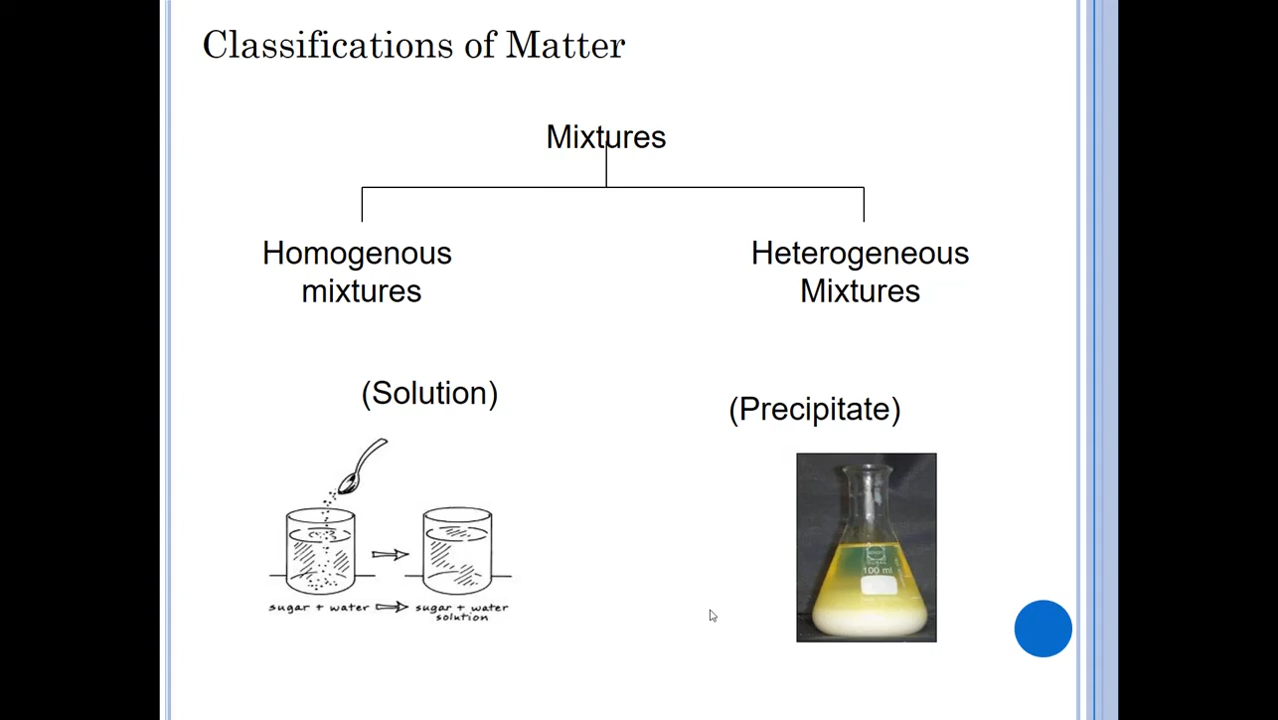 Classifications of Matter
Mixtures
Homogenous
mixtures
Heterogeneous
Mixtures
(Solution)
(Precipitate)
100 ml
sugar + water
sugar + water
solution